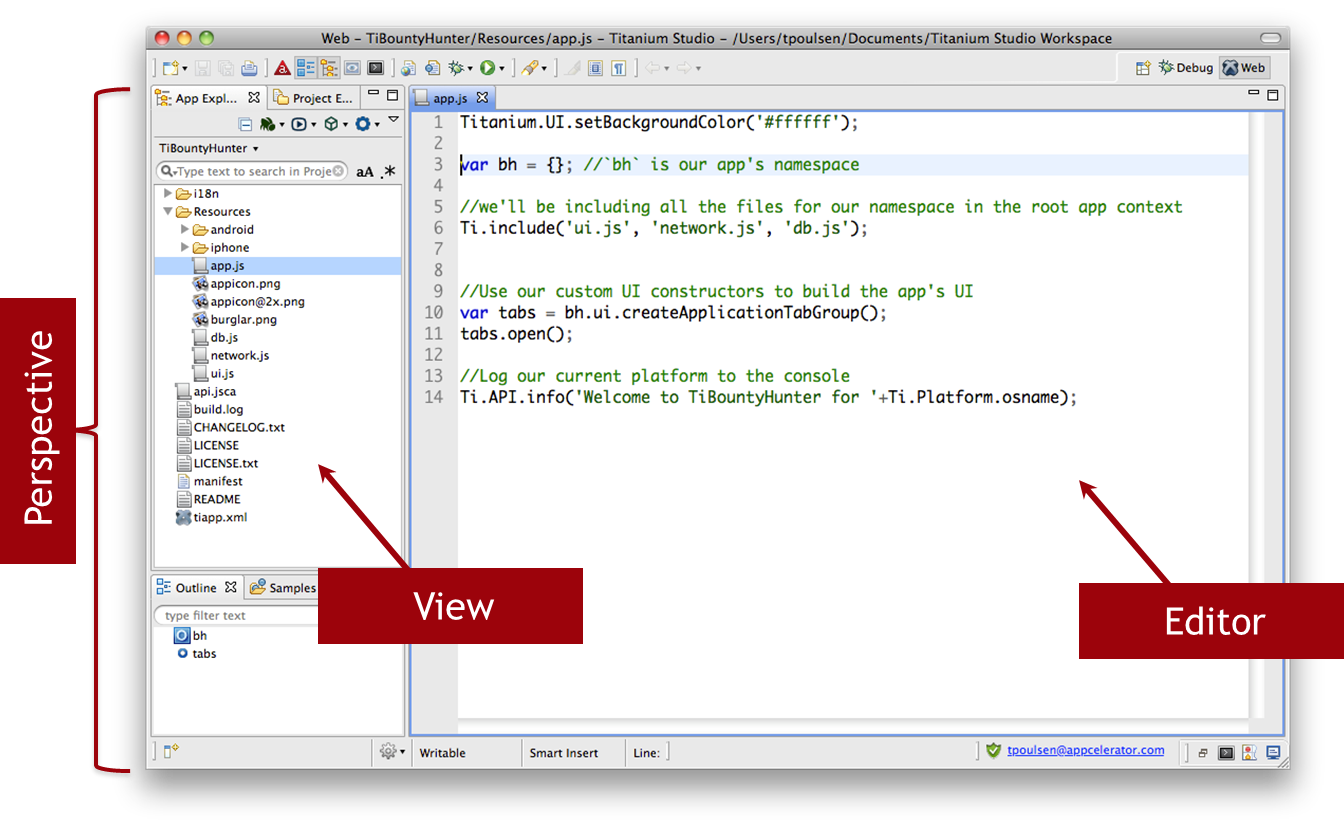 Web – TiBountyHunter/Resources/app.js – Titanium Studio – /Users/tpoulsen/Documents/Titanium Studio Workspace
Debug Web
App Expl... Project E...
TiBountyHunter
Type text to search in Proje
aA .*
i18n
Resources
android
iphone
app.js
appicon.png
appicon@2x.png
burglar.png
db.js
network.js
ui.js
api.jsca
build.log
CHANGELOG.txt
LICENSE
LICENSE.txt
manifest
README
tiapp.xml
Outline Samples
type filter text
bh
tabs
app.js
1 Titanium.UI.setBackgroundColor('#ffffff');
2
3 var bh = {}; //`bh` is our app's namespace
4
5 //we'll be including all the files for our namespace in the root app context
6 Ti.include('ui.js', 'network.js', 'db.js');
7
8
9 //Use our custom UI constructors to build the app's UI
10 var tabs = bh.ui.createApplicationTabGroup();
11 tabs.open();
12
13 //Log our current platform to the console
14 Ti.API.info('Welcome to TiBountyHunter for '+Ti.Platform.osname);
Perspective
View
Editor
Writable Smart Insert Line: tpoulsen@appcelerator.com